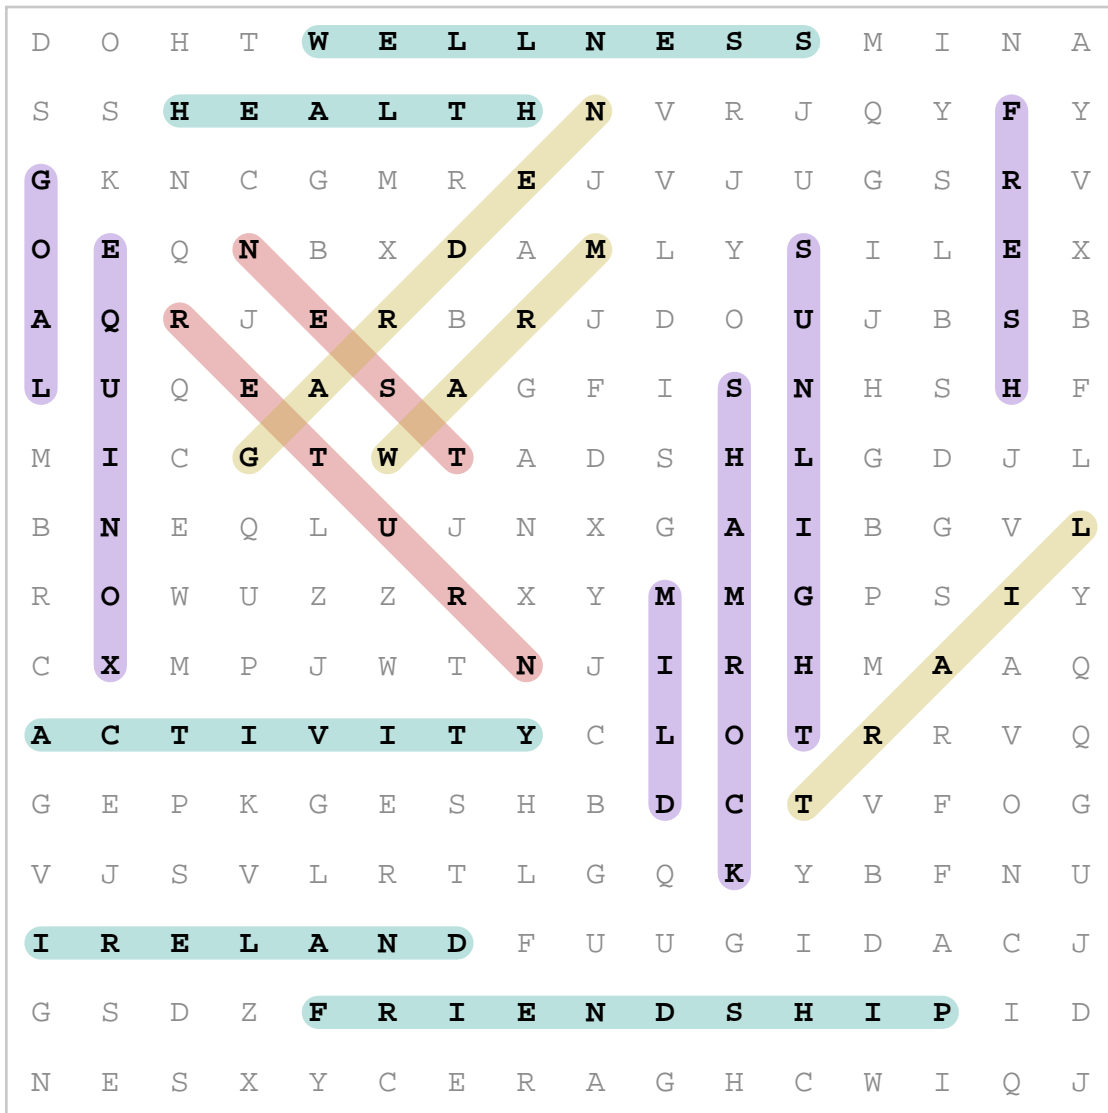 D O H T W E L L N E S S M I N A
S S H E A L T H N V R J Q Y F Y
G K N C G M R E J V J U G S R V
O E Q N B X D A M L Y S I L E X
A Q R J E R B R J D O U J B S B
L U Q E A S A G F I S N H S H F
M I C G T W T A D S H L G D J L
B N E Q L U J N X G A I B G V L
R O W U Z Z R X Y M M G P S I Y
C X M P J W T N J I R H M A A Q
A C T I V I T Y C L O T R R V Q
G E P K G E S H B D C T V F O G
V J S V L R T L G Q K Y B F N U
I R E L A N D F U U G I D A C J
G S D Z F R I E N D S H I P I D
N E S X Y C E R A G H C W I Q J